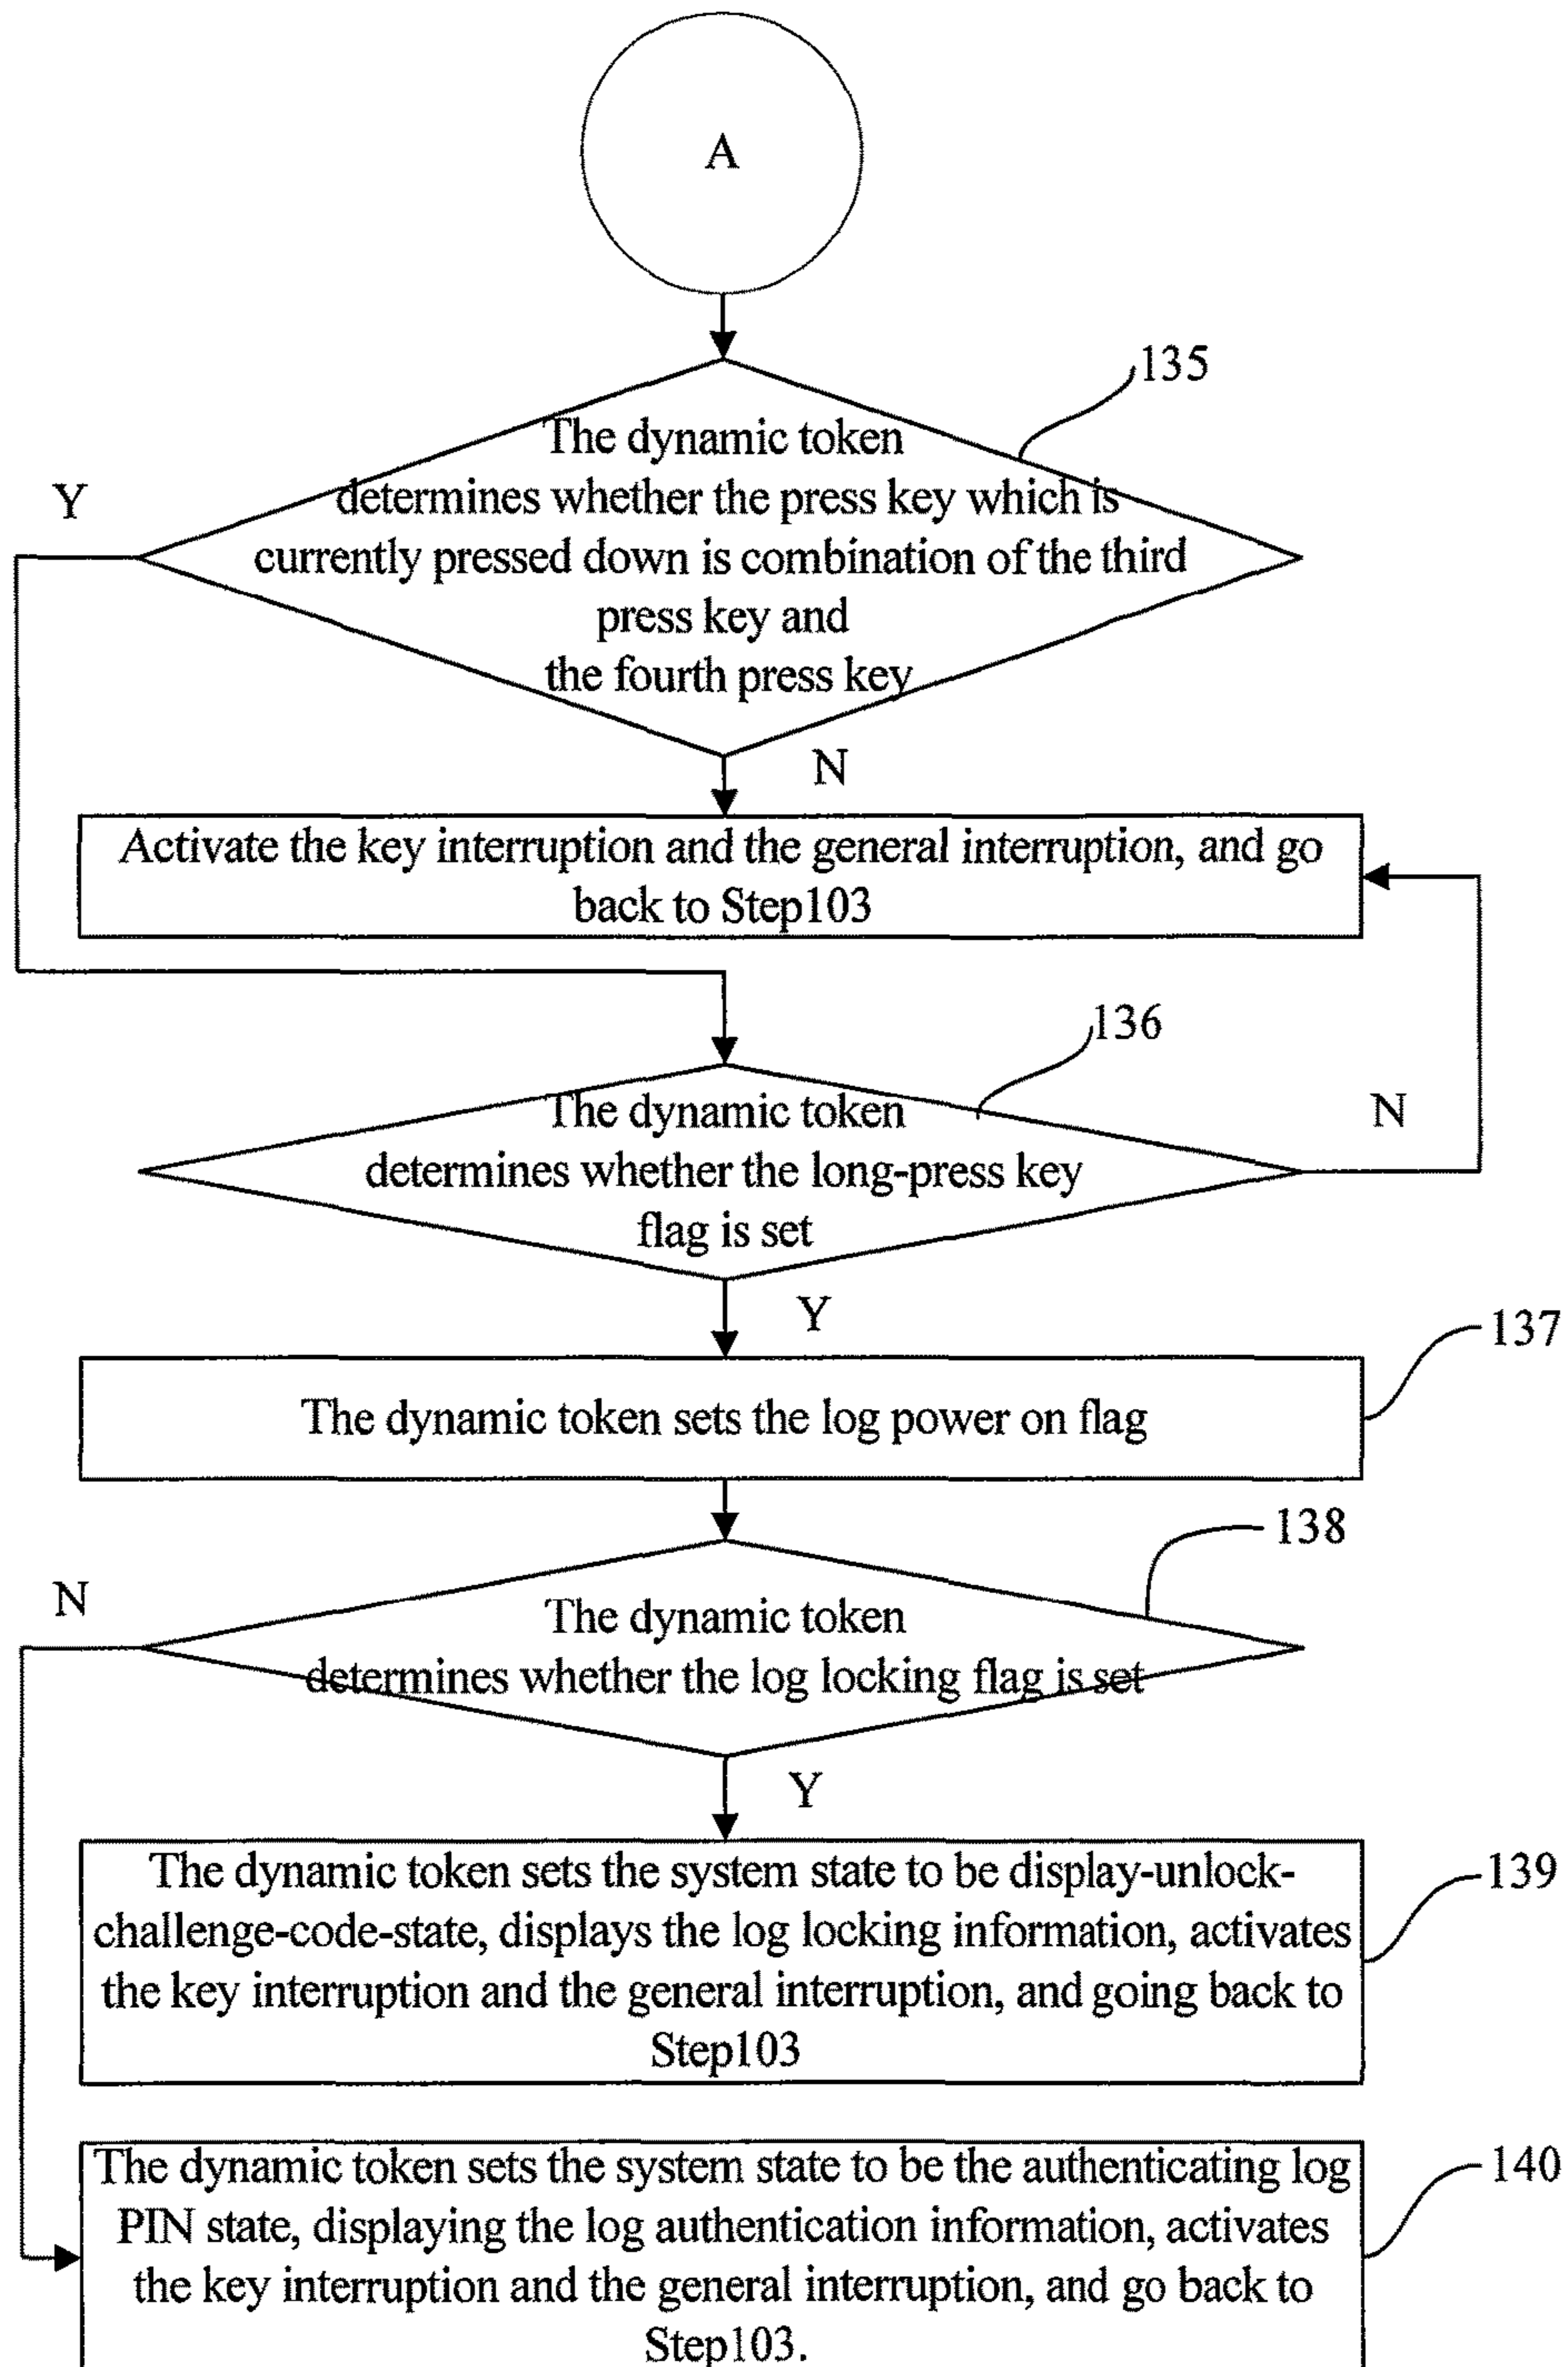 A
135
The dynamic token
Y
determines whether the press key which is
currently pressed down is combination of the third
press key and
the fourth press key
N
Activate the key interruption and the general interruption, and go
back to Step103
136
The dynamic token
N
determines whether the long-press key
flag is set
Y
137
The dynamic token sets the log power on flag
138
N
The dynamic token
determines whether the log locking flag is set
Y
The dynamic token sets the system state to be display-unlock-
139
challenge-code-state, displays the log locking information, activates
the key interruption and the general interruption, and going back to
Step103
The dynamic token sets the system state to be the authenticating log
140
PIN state, displaying the log authentication information, activates
the key interruption and the general interruption, and go back to
Step103.